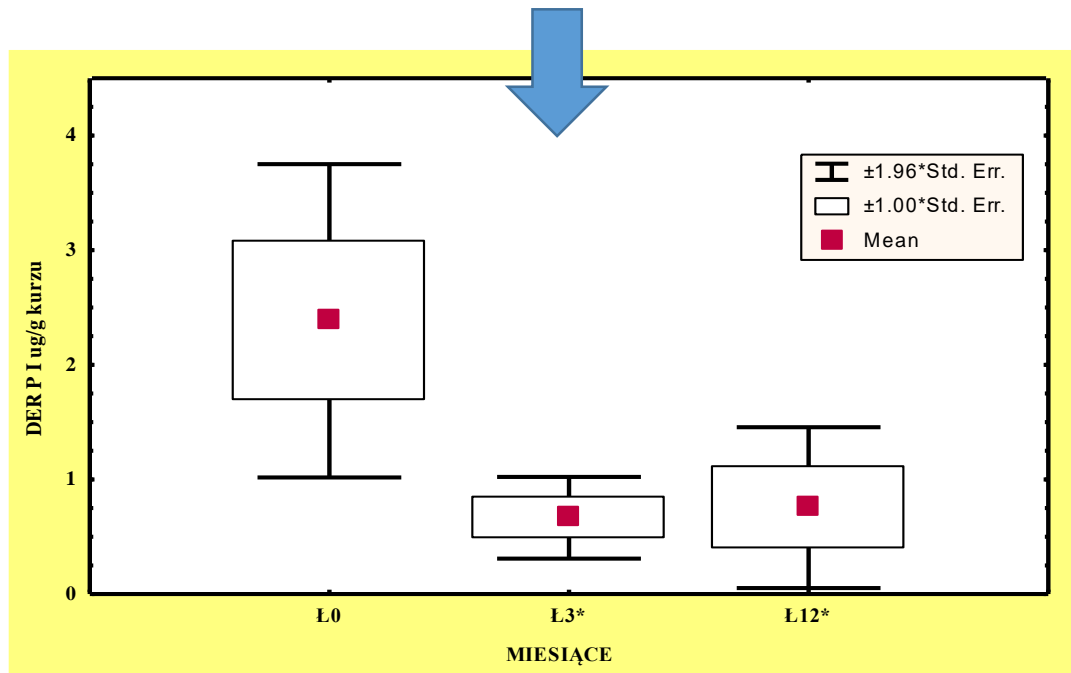 4
3
2
1
0
DER P I ug/g kurzu
±1.96*Std. Err.
±1.00*Std. Err.
Mean
Ł0
Ł3*
Ł12*
MIESIĄCE